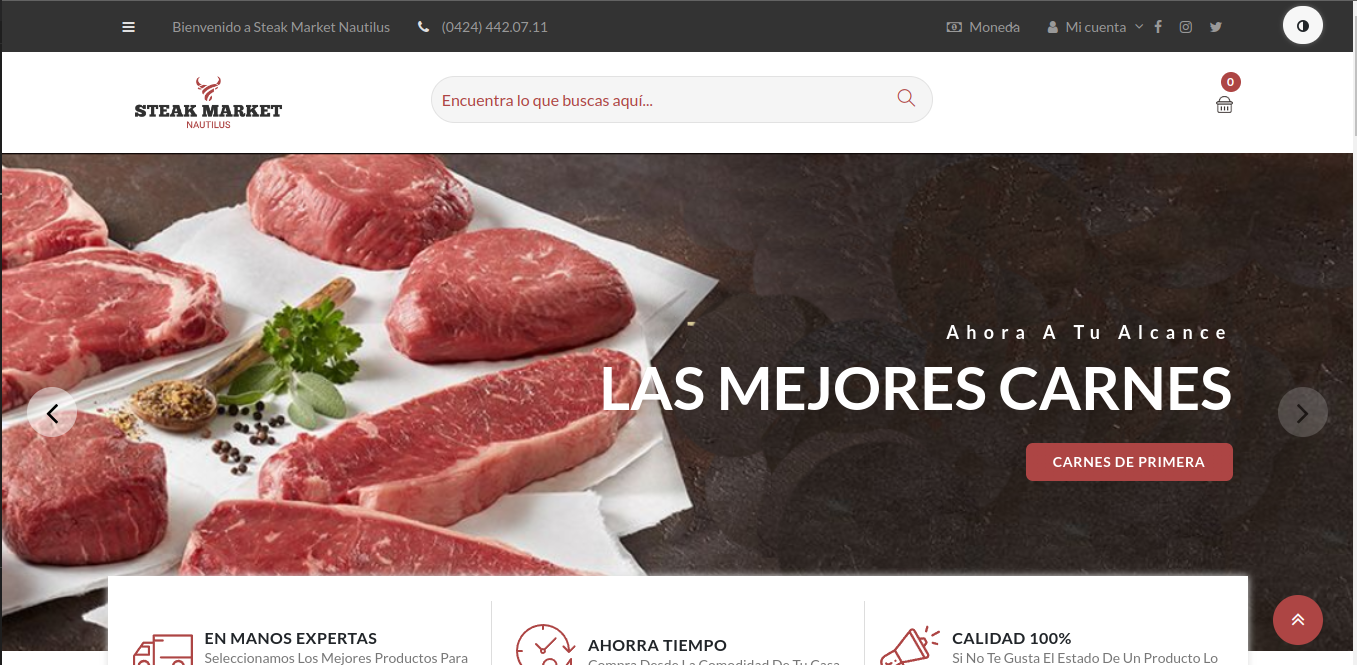 Bienvenido a Steak Market Nautilus
(0424) 442.07.11
Moneda
Mi cuenta
STEAK MARKET
NAUTILUS
Encuentra lo que buscas aquí...
0
Ahora A Tu Alcance
LAS MEJORES CARNES
CARNES DE PRIMERA
EN MANOS EXPERTAS
Seleccionamos Los Mejores Productos Para
AHORRA TIEMPO
Compra Desde La Comodidad De Tu Casa
CALIDAD 100%
Si No Te Gusta El Estado De Un Producto Lo